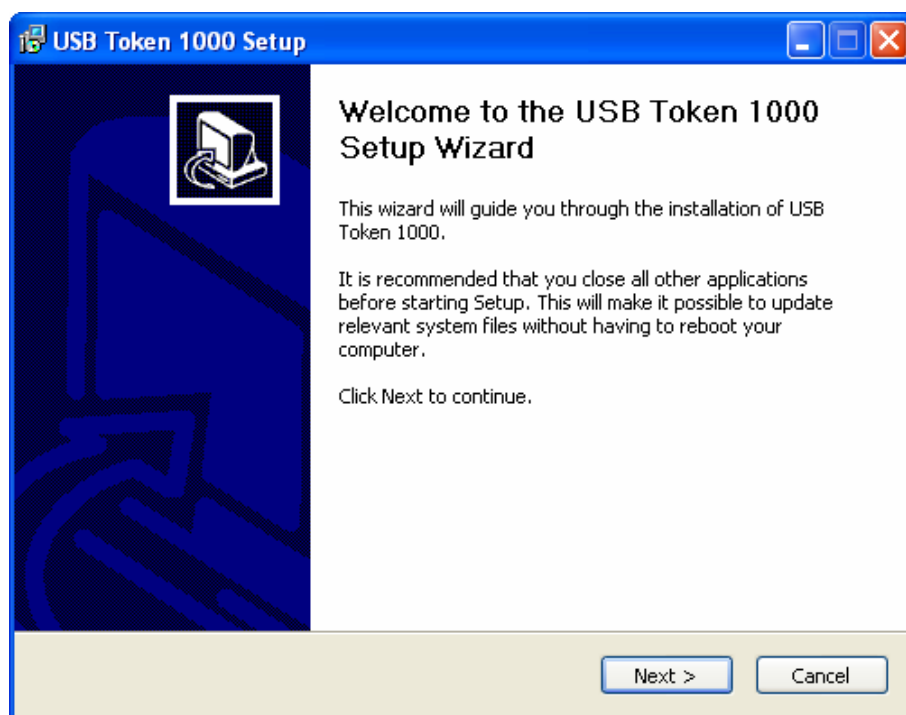 USB Token 1000 Setup
Welcome to the USB Token 1000
Setup Wizard
This wizard will guide you through the installation of USB
Token 1000.
It is recommended that you close all other applications
before starting Setup. This will make it possible to update
relevant system files without having to reboot your
computer.
Click Next to continue.
Next >
Cancel